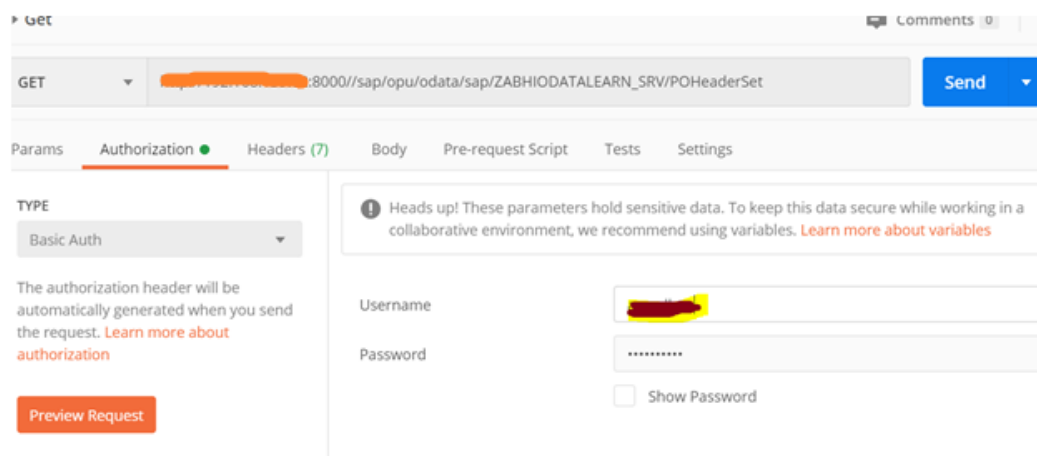 Get
Comments 0
GET
:8000//sap/opu/odata/sap/ZABHIODATALEARN_SRV/POHeaderSet
Send
Params Authorization Headers (7) Body Pre-request Script Tests Settings
TYPE
Basic Auth
The authorization header will be
automatically generated when you send
the request. Learn more about
authorization
Preview Request
Heads up! These parameters hold sensitive data. To keep this data secure while working in a
collaborative environment, we recommend using variables. Learn more about variables
Username
Password
••••••••••
Show Password